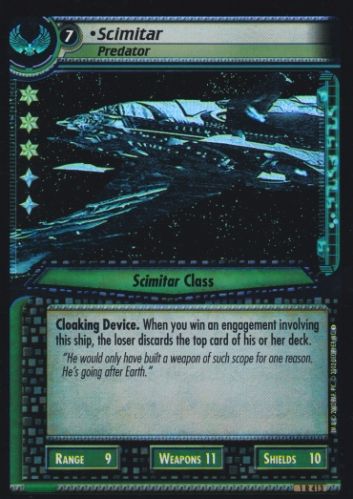 7
•Scimitar
Predator
Scimitar Class
Cloaking Device. When you win an engagement involving
this ship, the loser discards the top card of his or her deck.
"He would only have built a weapon of such scope for one reason.
He's going after Earth."
RANGE 9
WEAPONS 11
SHIELDS 10